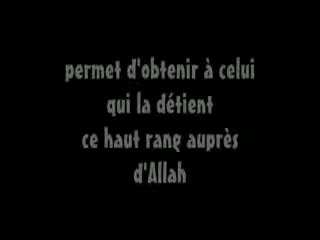 permet d'obtenir à celui
qui la détient
ce haut rang auprès
d'Allah